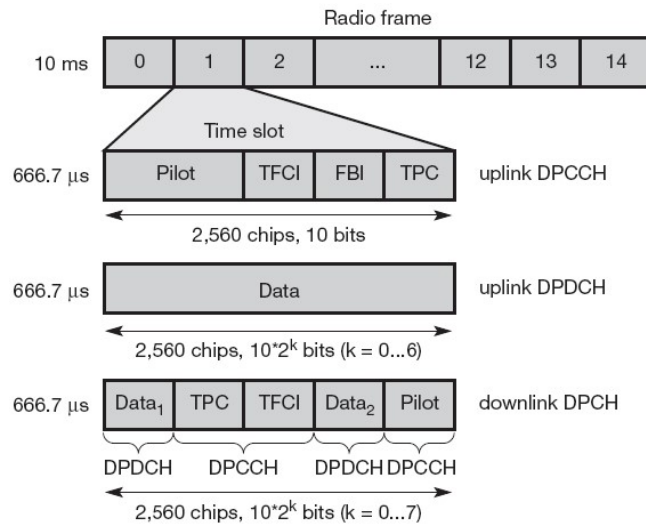 Radio frame
10 ms 0 1 2 ... 12 13 14
Time slot
666.7 µs Pilot TFCI FBI TPC uplink DPCCH
2,560 chips, 10 bits
666.7 µs Data uplink DPDCH
2,560 chips, 10*2^k bits (k = 0...6)
666.7 µs Data₁ TPC TFCI Data₂ Pilot downlink DPCH
DPDCH DPCCH DPDCH DPCCH
2,560 chips, 10*2^k bits (k = 0...7)